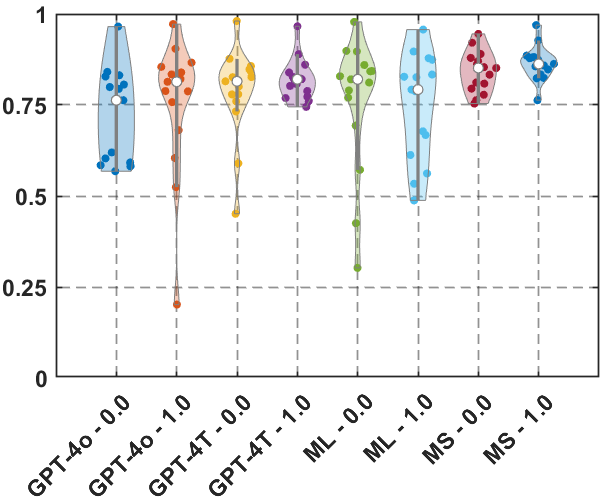 1
0.75
0.5
0.25
0
GPT-4o - 0.0
GPT-4o - 1.0
GPT-4T - 0.0
GPT-4T - 1.0
ML - 0.0
ML - 1.0
MS - 0.0
MS - 1.0